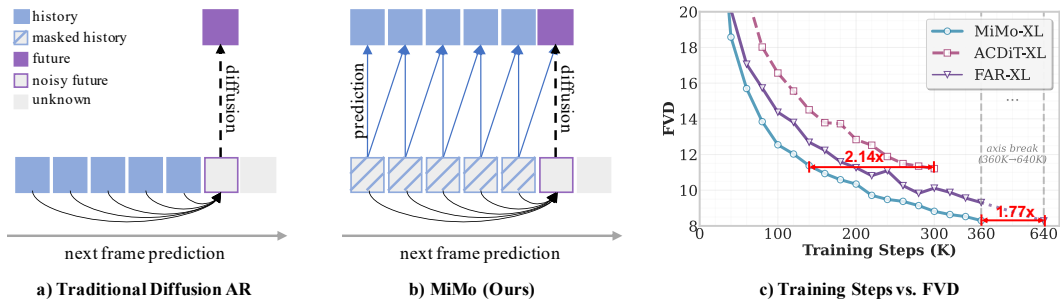 history
masked history
future
noisy future
unknown
diffusion
next frame prediction
a) Traditional Diffusion AR
prediction
diffusion
next frame prediction
b) MiMo (Ours)
20
18
16
14
12
10
8
FVD
MiMo-XL
ACDiT-XL
FAR-XL
...
axis break
(360K→640K)
2.14x
1.77x
0
100
200
300
360
640
Training Steps (K)
c) Training Steps vs. FVD